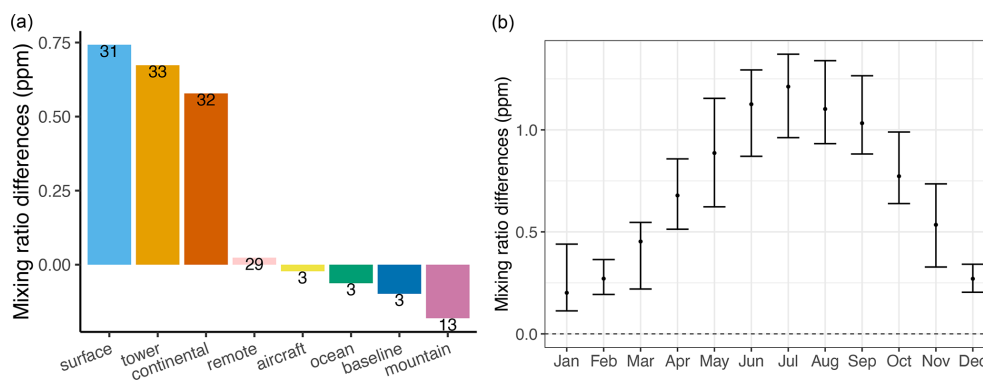 (a)
Mixing ratio differences (ppm)
0.75
0.50
0.25
0.00
31
33
32
29
3
3
3
13
surface
tower
continental
remote
aircraft
ocean
baseline
mountain
(b)
Mixing ratio differences (ppm)
1.0
0.5
0.0
Jan Feb Mar Apr May Jun Jul Aug Sep Oct Nov Dec